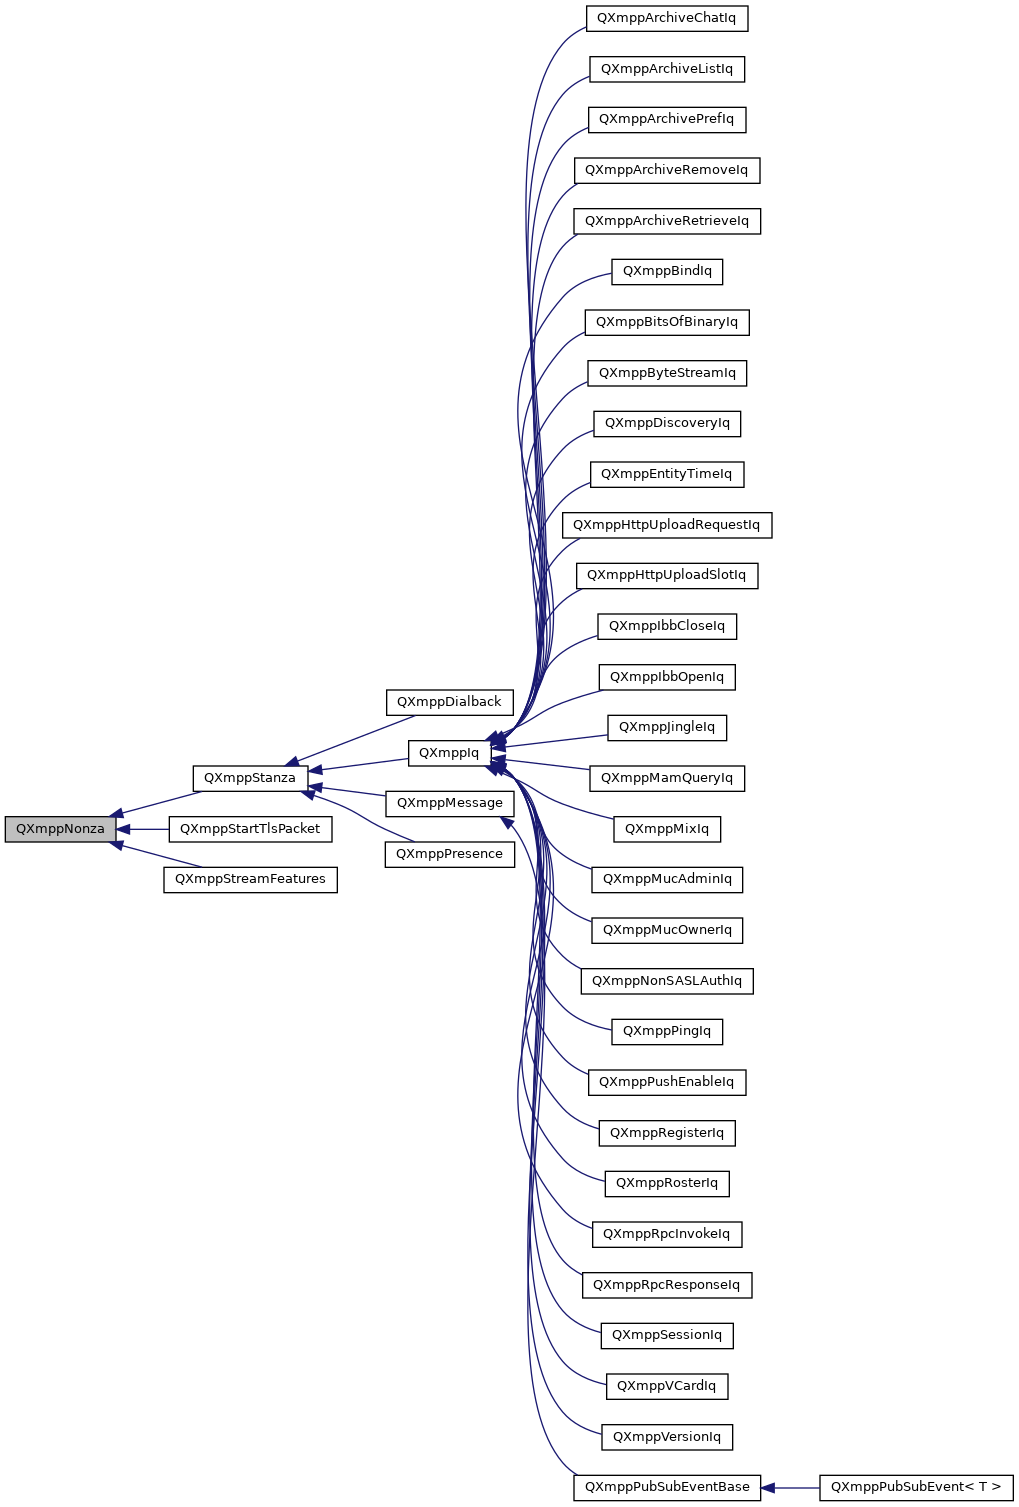 QXmppNonza
QXmppStanza
QXmppStartTlsPacket
QXmppStreamFeatures
QXmppDialback
QXmppIq
QXmppMessage
QXmppPresence
QXmppArchiveChatIq
QXmppArchiveListIq
QXmppArchivePrefIq
QXmppArchiveRemoveIq
QXmppArchiveRetrieveIq
QXmppBindIq
QXmppBitsOfBinaryIq
QXmppByteStreamIq
QXmppDiscoveryIq
QXmppEntityTimeIq
QXmppHttpUploadRequestIq
QXmppHttpUploadSlotIq
QXmppIbbCloseIq
QXmppIbbOpenIq
QXmppJingleIq
QXmppMamQueryIq
QXmppMixIq
QXmppMucAdminIq
QXmppMucOwnerIq
QXmppNonSASLAuthIq
QXmppPingIq
QXmppPushEnableIq
QXmppRegisterIq
QXmppRosterIq
QXmppRpcInvokeIq
QXmppRpcResponseIq
QXmppSessionIq
QXmppVCardIq
QXmppVersionIq
QXmppPubSubEventBase
QXmppPubSubEvent< T >